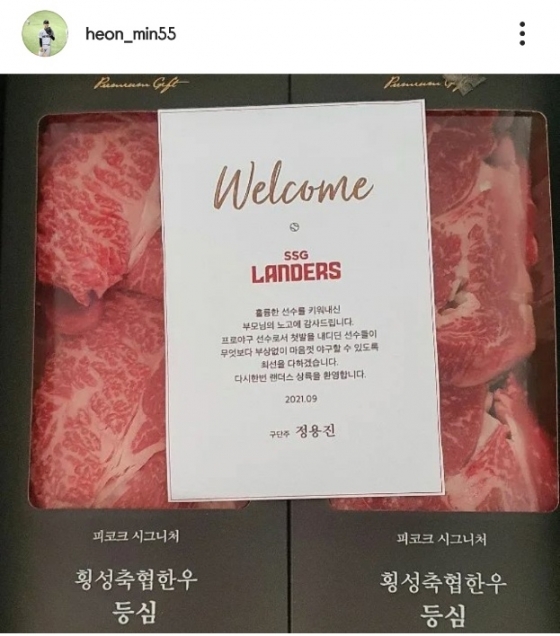 heon_min55
Premium Gift
Premium Gift
Welcome
SSG
LANDERS
훌륭한 선수를 키워내신
부모님의 노고에 감사드립니다.
프로야구 선수로서 첫발을 내디딘 선수들이
무엇보다 부상없이 마음껏 야구할 수 있도록
최선을 다하겠습니다.
다시한번 랜더스 상륙을 환영합니다.
2021.09
구단주 정용진
피코크 시그니처
횡성축협한우
등심
피코크 시그니처
횡성축협한우
등심